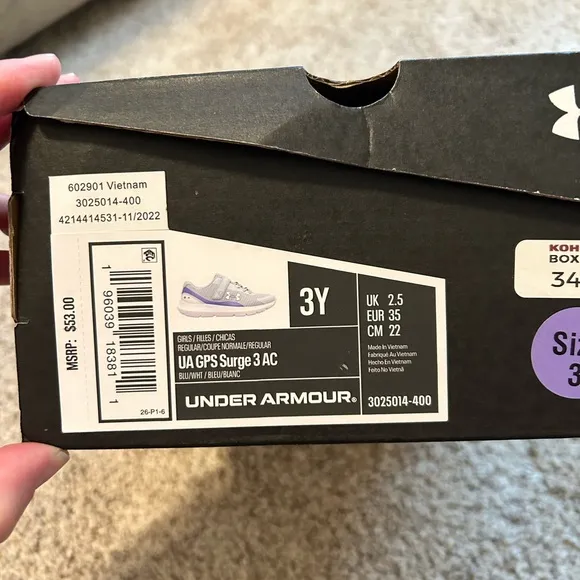 602901 Vietnam
3025014-400
4214414531-11/2022
MSRP: $53.00
1 96039 18381 1
26-P1-6
3Y
UK 2.5
EUR 35
CM 22
GIRLS / FILLES / CHICAS
REGULAR/COUPE NORMALE/REGULAR
UA GPS Surge 3 AC
BLU/WHT / BLEU/BLANC
Made In Vietnam
Fabriqué Au Vietnam
Hecho En Vietnam
Feito No Vietnã
UNDER ARMOUR®
3025014-400
KOH
BOX
34
Siz
3